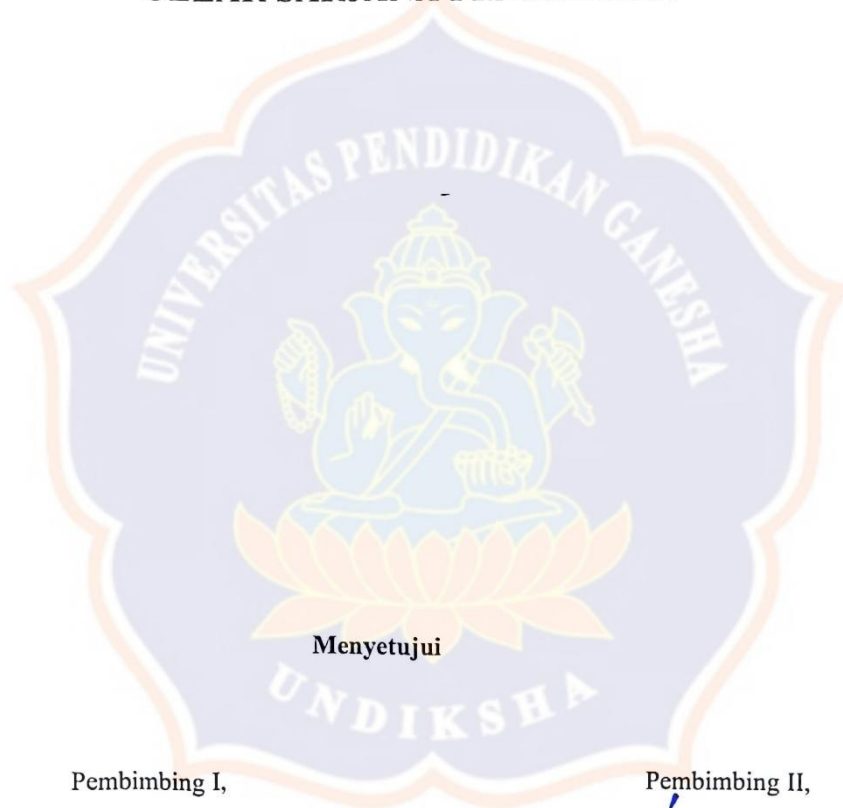 UNIVERSITAS PENDIDIKAN GANESHA
Menyetujui
UNDIKSHA
Pembimbing I,
Pembimbing II,